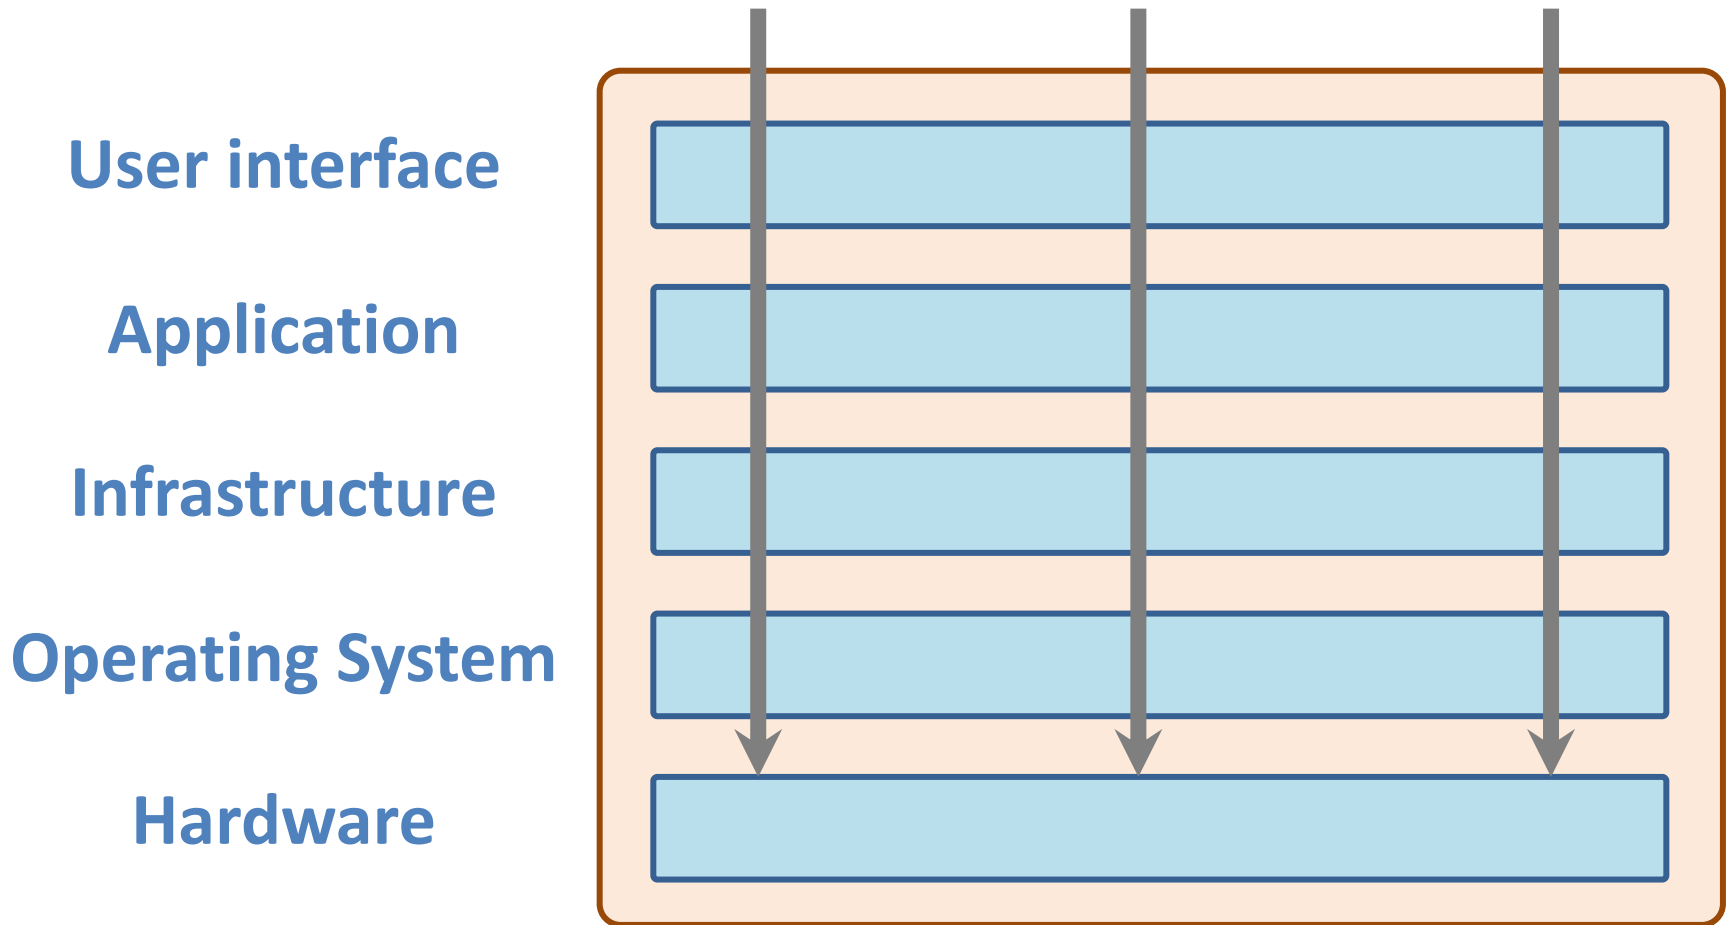 User interface
Application
Infrastructure
Operating System
Hardware